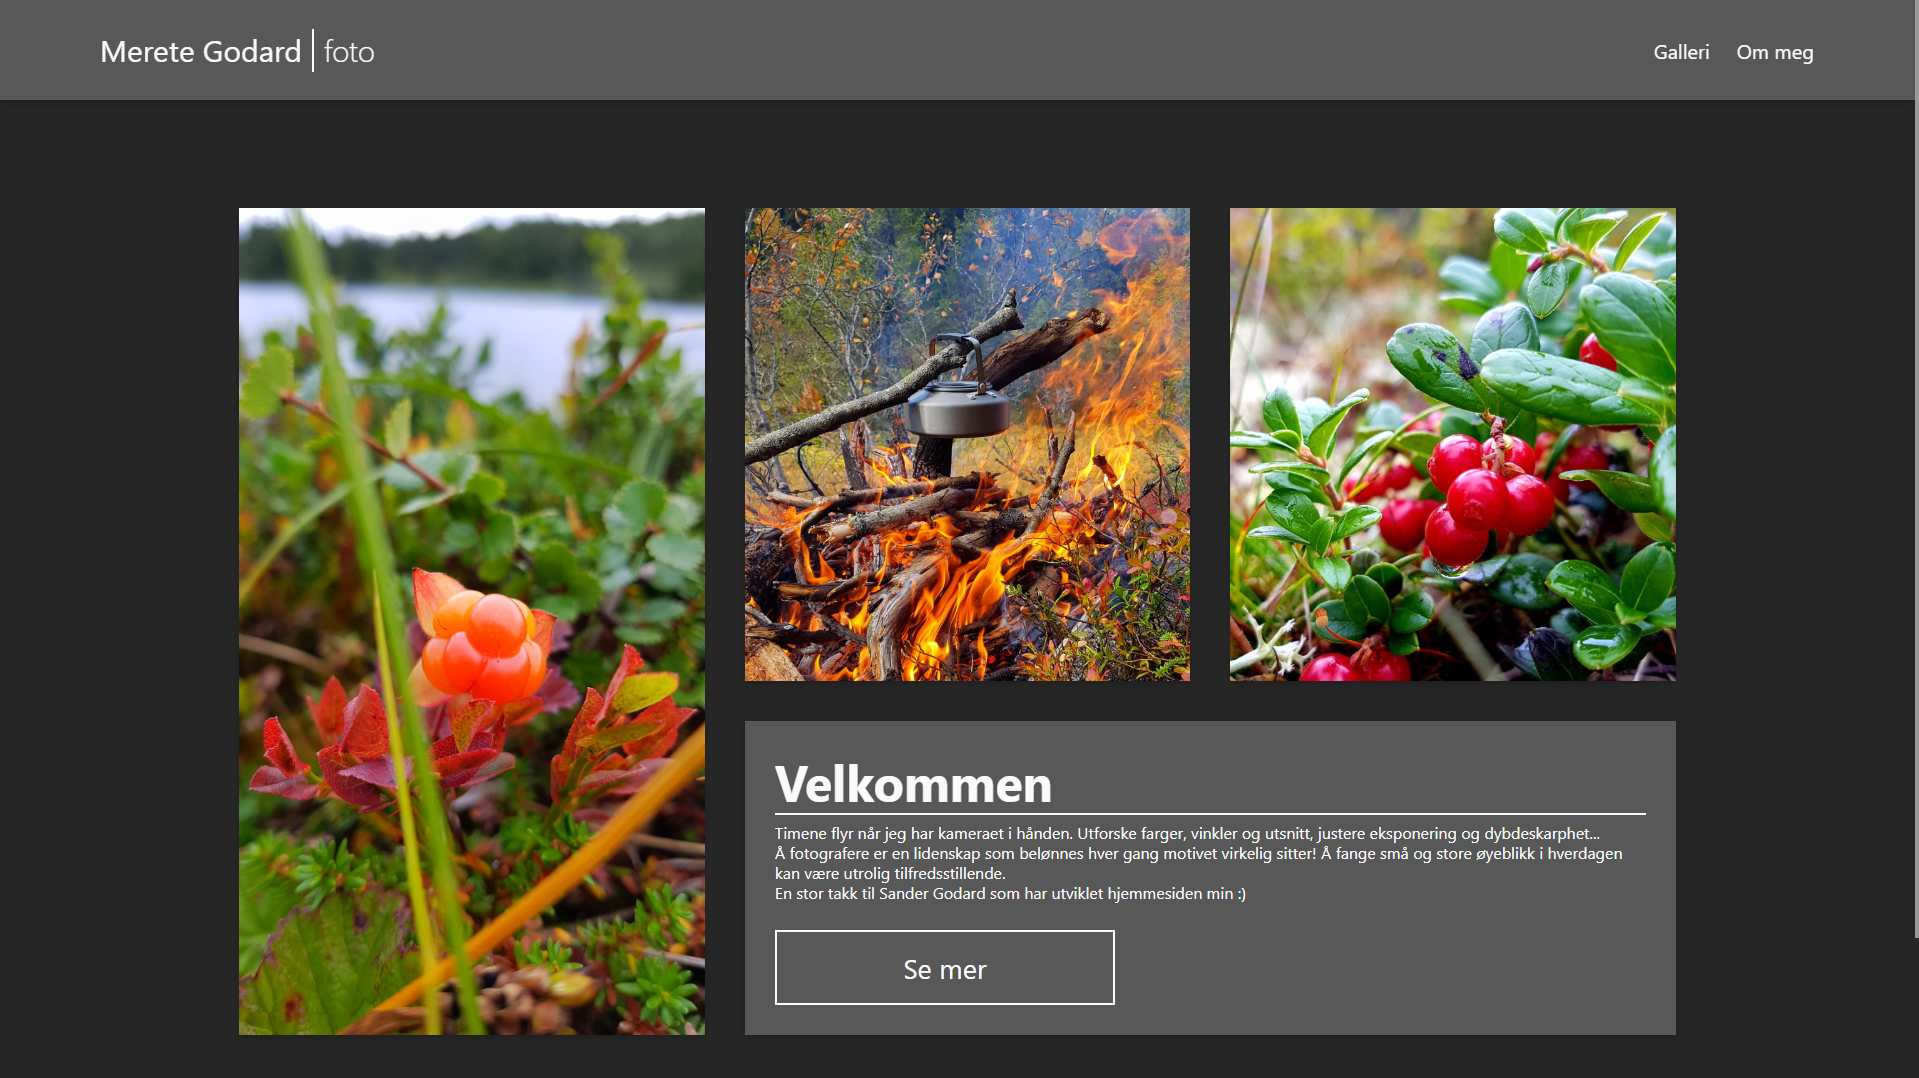 Merete Godard | foto
Galleri Om meg
Velkommen
Timene flyr når jeg har kameraet i hånden. Utforske farger, vinkler og utsnitt, justere eksponering og dybdeskarphet...
Å fotografere er en lidenskap som belønnes hver gang motivet virkelig sitter! Å fange små og store øyeblikk i hverdagen
kan være utrolig tilfredsstillende.
En stor takk til Sander Godard som har utviklet hjemmesiden min :)
Se mer